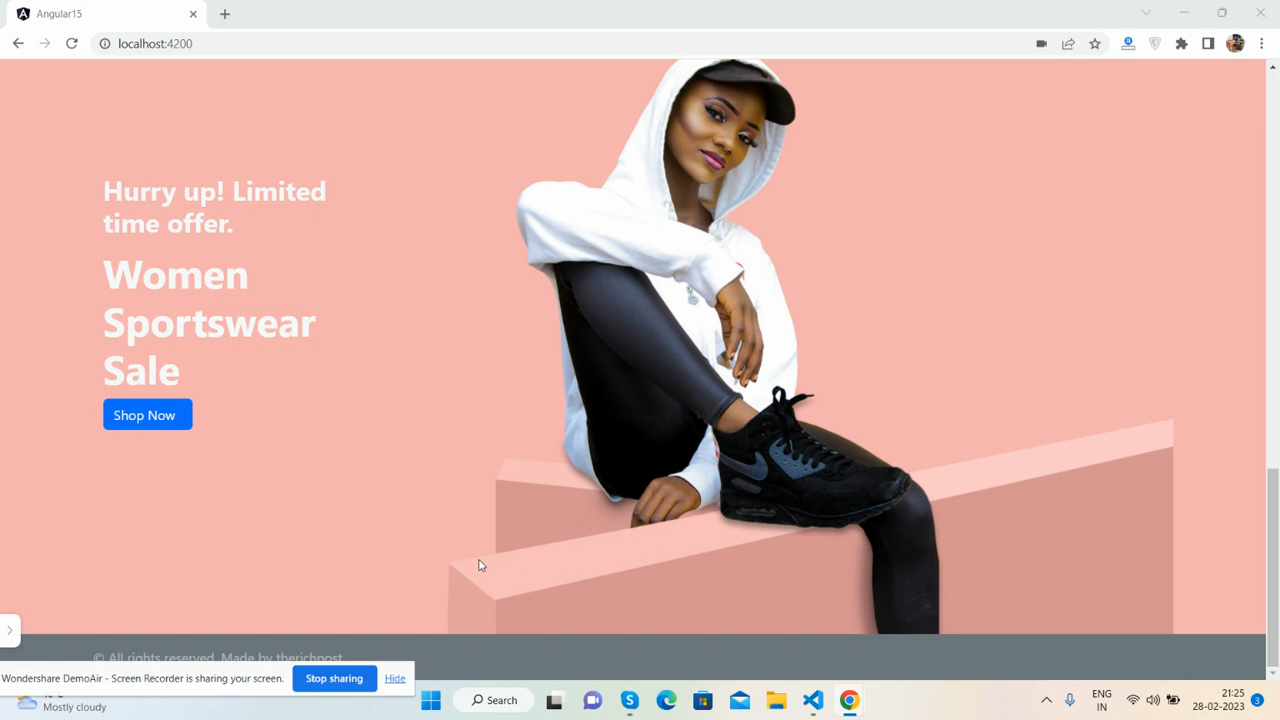 Angular15
localhost:4200
Hurry up! Limited
time offer.
Women
Sportswear
Sale
Shop Now
© All rights reserved. Made by therichpost
Wondershare DemoAir - Screen Recorder is sharing your screen.
Stop sharing
Hide
Mostly cloudy
Search
ENG
IN
21:25
28-02-2023
3